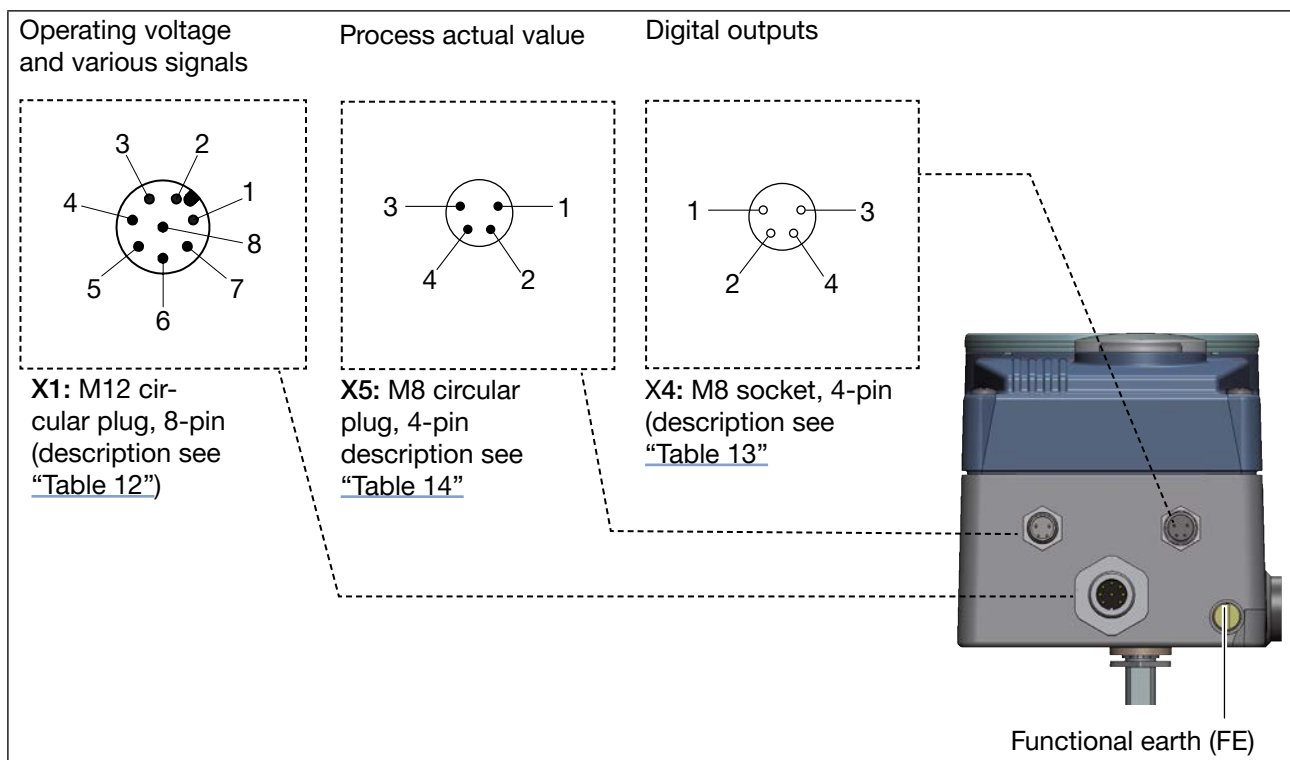 Operating voltage
and various signals
Process actual value
Digital outputs
3 2
4 1
8
5 7
6
3 1
4 2
1 3
2 4
X1: M12 cir-
cular plug, 8-pin
(description see
“Table 12”)
X5: M8 circular
plug, 4-pin
description see
“Table 14”
X4: M8 socket, 4-pin
(description see
“Table 13”
Functional earth (FE)